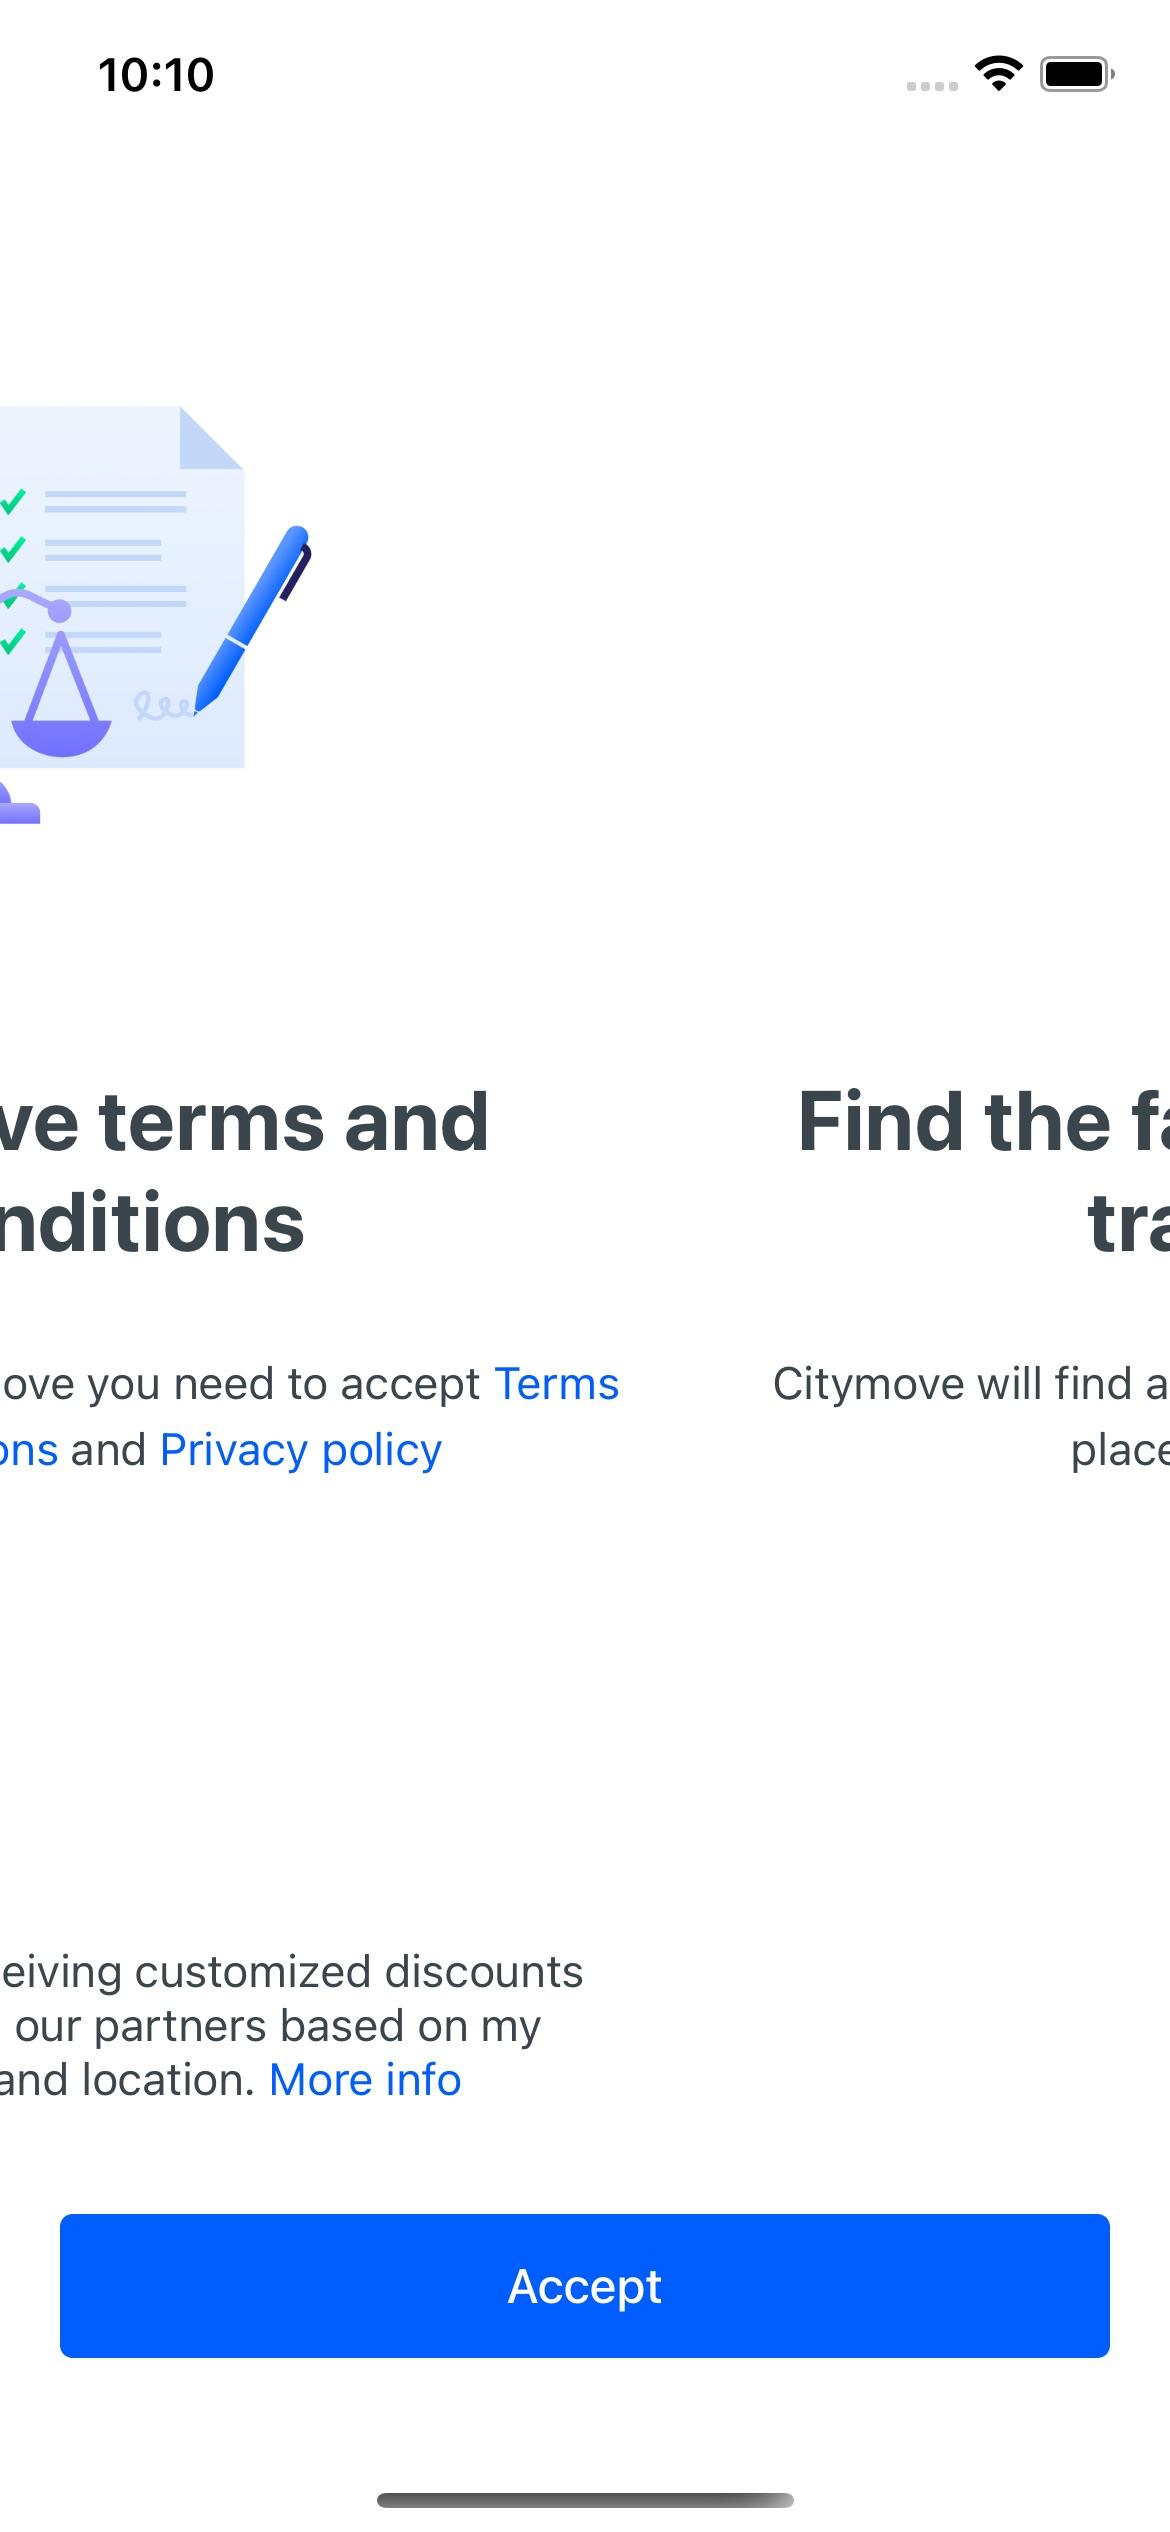 10:10
ve terms and
nditions
Find the fa
tra
ove you need to accept Terms
ons and Privacy policy
Citymove will find a
place
eiving customized discounts
our partners based on my
and location. More info
Accept